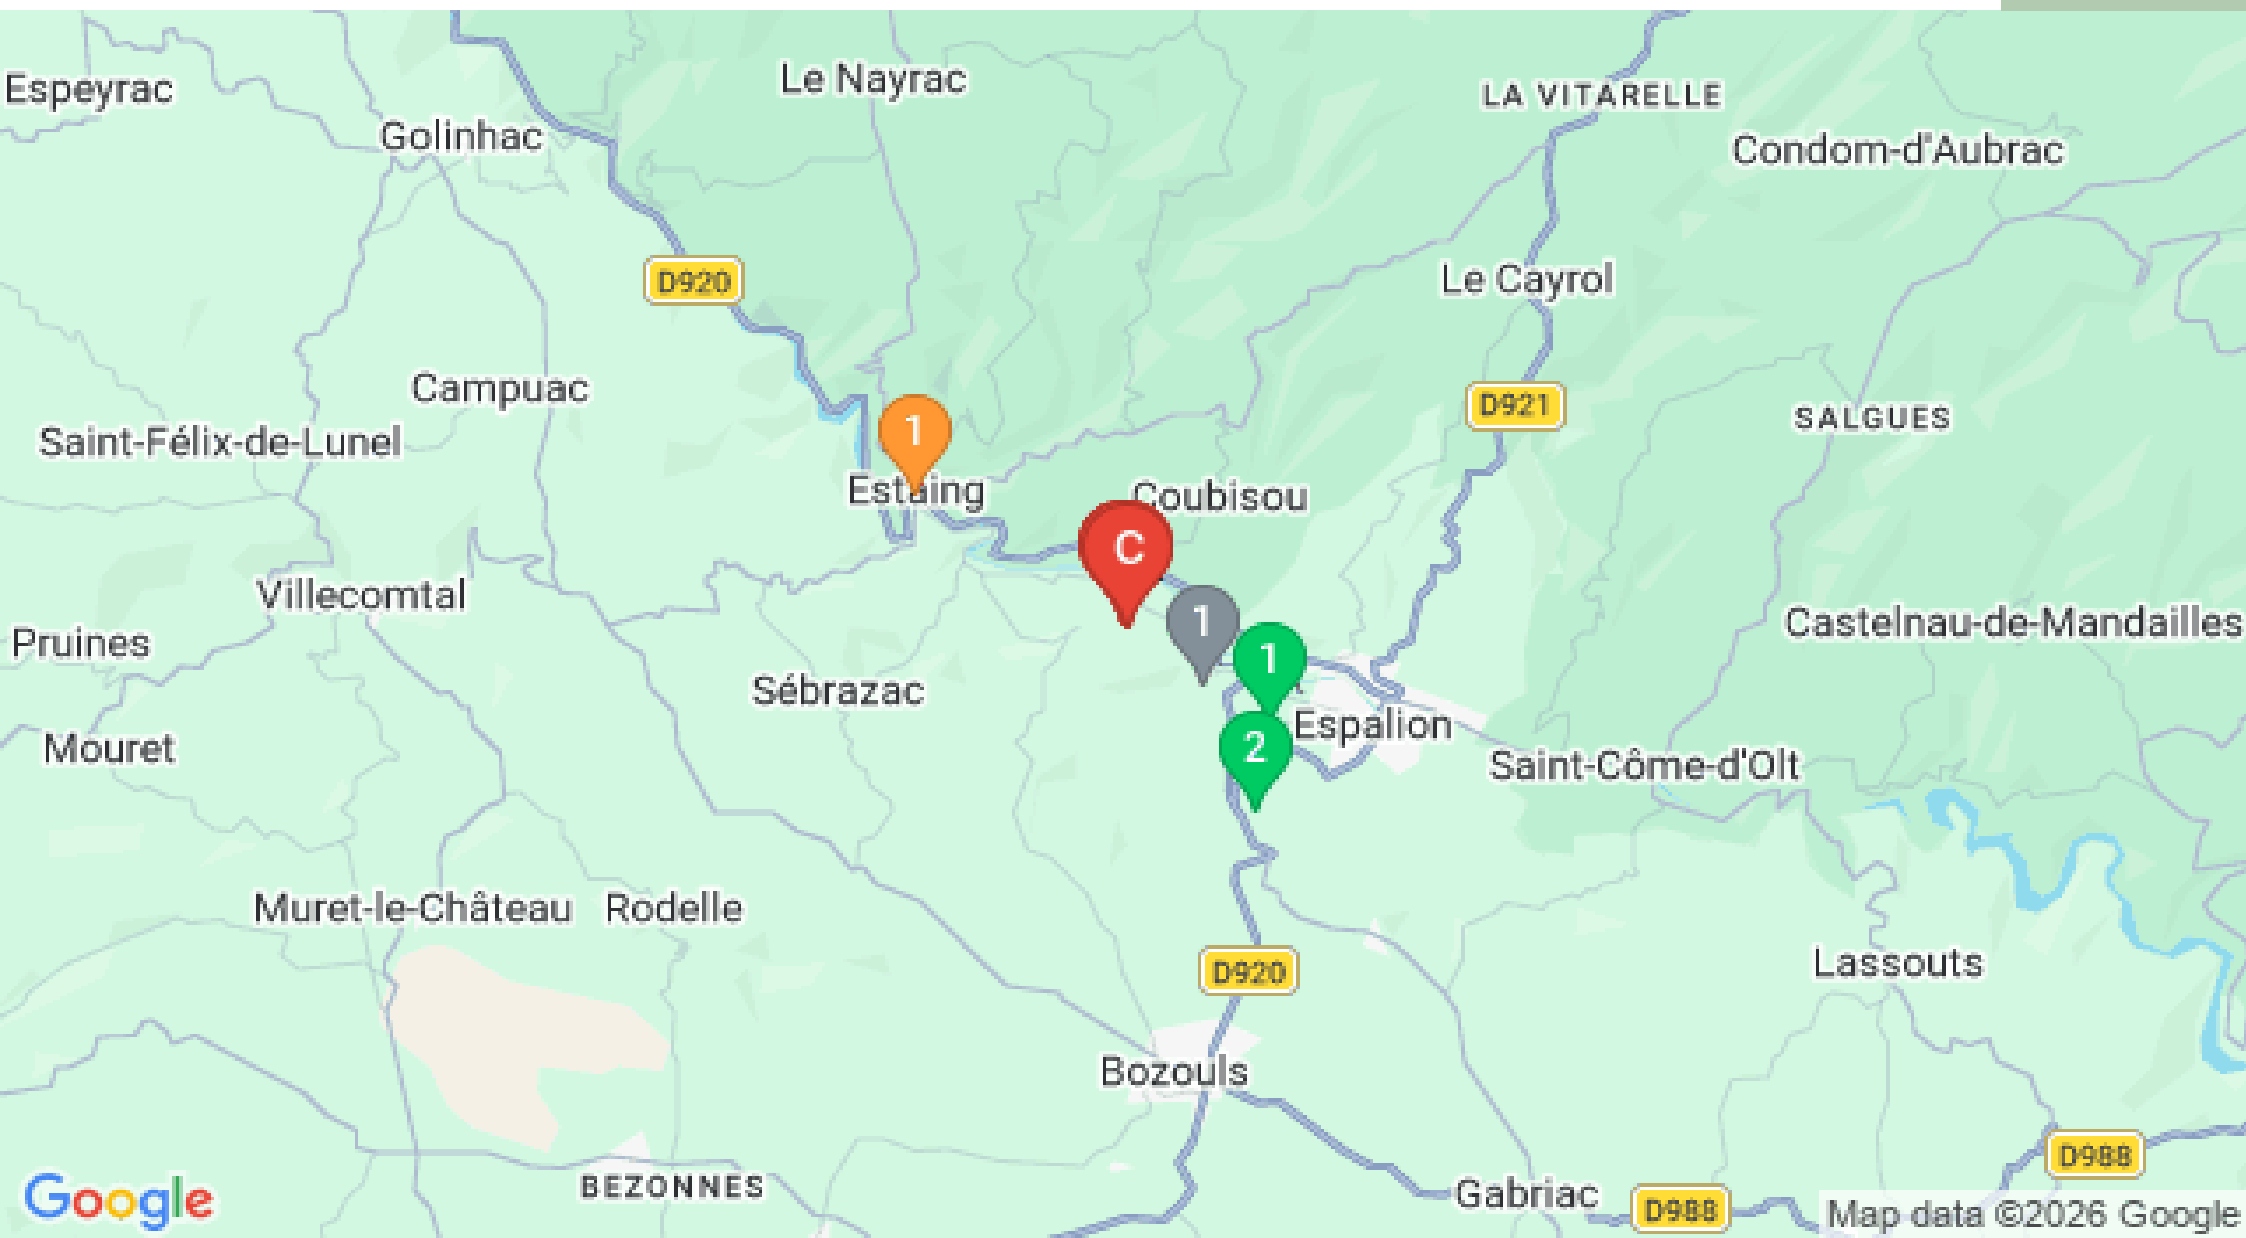 Espeyrac
Le Nayrac
LA VITARELLE
Golinhac
Condom-d'Aubrac
D920
Le Cayrol
Campuac
D921
SALGUES
1
Saint-Félix-de-Lunel
Estaing
Coubisou
C
Villecomtal
1
Castelnau-de-Mandailles
Pruines
1
Sébrazac
Espalion
Mouret
2
Saint-Côme-d'Olt
Muret-le-Château
Rodelle
D920
Lassouts
Bozouls
D988
BEZONNES
Gabriac
D988
Google
Map data ©2026 Google